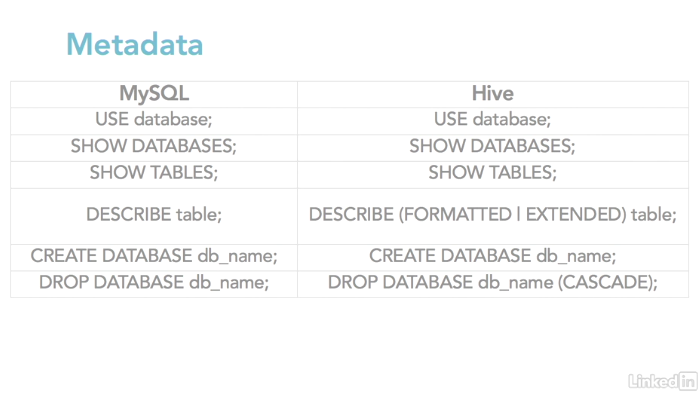 Metadata
MySQL Hive
USE database; USE database;
SHOW DATABASES; SHOW DATABASES;
SHOW TABLES; SHOW TABLES;
DESCRIBE table; DESCRIBE (FORMATTED | EXTENDED) table;
CREATE DATABASE db_name; CREATE DATABASE db_name;
DROP DATABASE db_name; DROP DATABASE db_name (CASCADE);
Linked in